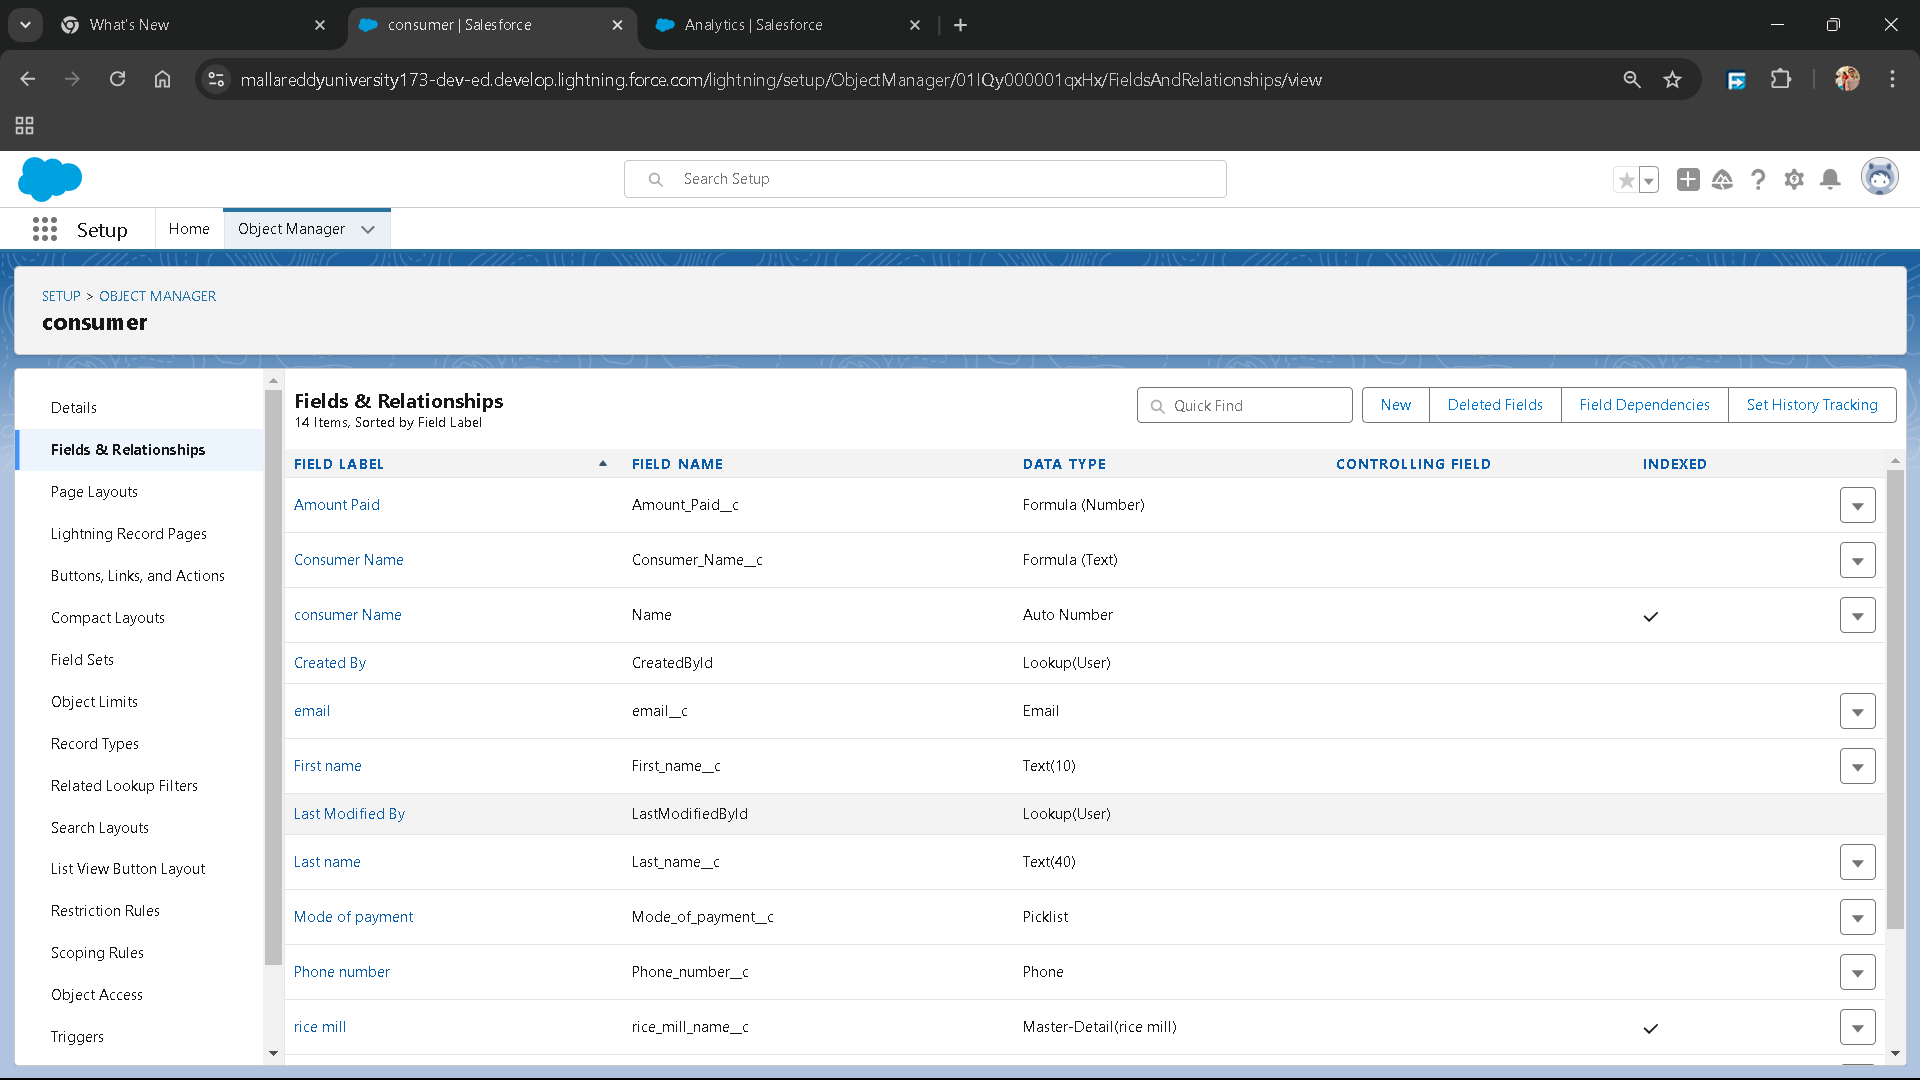 What's New
consumer | Salesforce
Analytics | Salesforce
mallareddyuniversity173-dev-ed.develop.lightning.force.com/lightning/setup/ObjectManager/01IQy000001qxHx/FieldsAndRelationships/view
Search Setup
Setup
Home
Object Manager
SETUP > OBJECT MANAGER
consumer
Details
Fields & Relationships
Page Layouts
Lightning Record Pages
Buttons, Links, and Actions
Compact Layouts
Field Sets
Object Limits
Record Types
Related Lookup Filters
Search Layouts
List View Button Layout
Restriction Rules
Scoping Rules
Object Access
Triggers
Fields & Relationships
14 Items, Sorted by Field Label
Quick Find
New
Deleted Fields
Field Dependencies
Set History Tracking
FIELD LABEL FIELD NAME DATA TYPE CONTROLLING FIELD INDEXED
Amount Paid Amount_Paid__c Formula (Number)
Consumer Name Consumer_Name__c Formula (Text)
consumer Name Name Auto Number
Created By CreatedById Lookup(User)
email email__c Email
First name First_name__c Text(10)
Last Modified By LastModifiedById Lookup(User)
Last name Last_name__c Text(40)
Mode of payment Mode_of_payment__c Picklist
Phone number Phone_number__c Phone
rice mill rice_mill_name__c Master-Detail(rice mill)